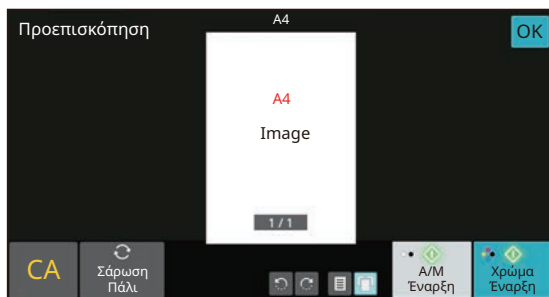 Προεπισκόπηση
A4
OK
A4
Image
1 / 1
CA
Σάρωση
Πάλι
Α/Μ
Έναρξη
Χρώμα
Έναρξη